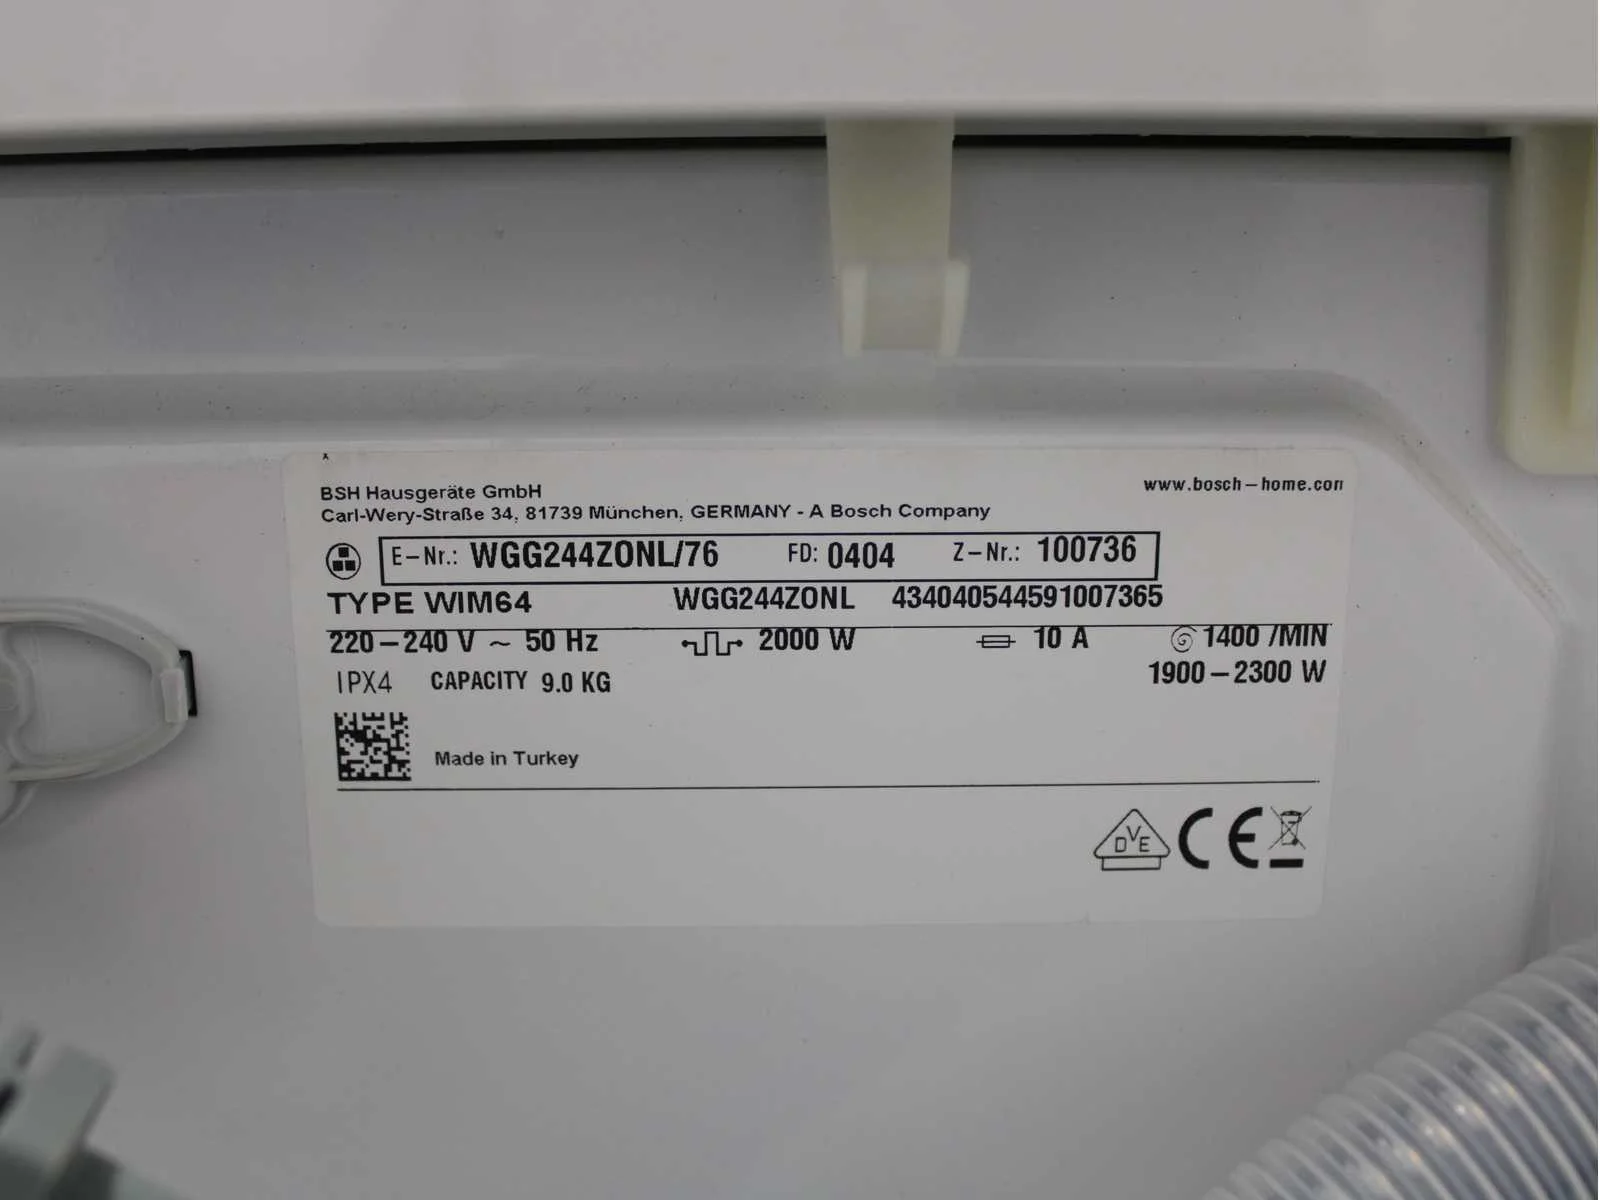 BSH Hausgeräte GmbH
www.bosch-home.com
Carl-Wery-Straße 34, 81739 München, GERMANY - A Bosch Company
E-Nr.: WGG244ZONL/76 FD: 0404 Z-Nr.: 100736
TYPE WIM64 WGG244ZONL 434040544591007365
220-240 V ~ 50 Hz 2000 W 10 A 1400 /MIN
IPX4 CAPACITY 9.0 KG 1900-2300 W
Made in Turkey
DVE CE